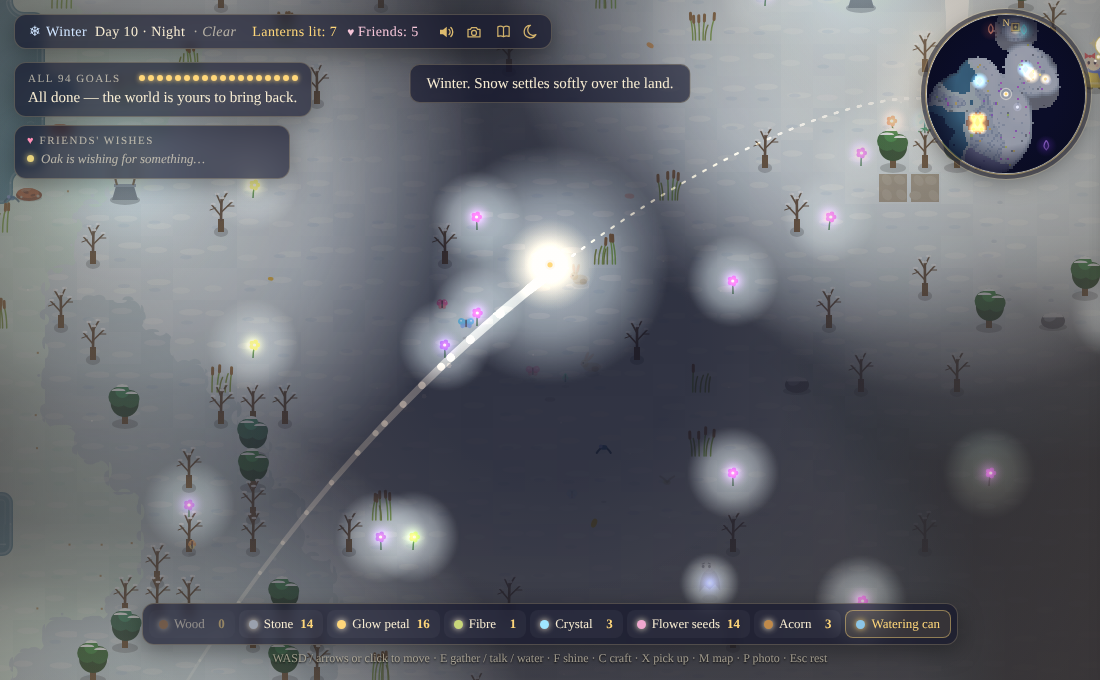 ❄ Winter Day 10 · Night · Clear Lanterns lit: 7 ♥ Friends: 5
N
ALL 94 GOALS
All done — the world is yours to bring back.
Winter. Snow settles softly over the land.
♥ FRIENDS' WISHES
Oak is wishing for something…
Wood 0 Stone 14 Glow petal 16 Fibre 1 Crystal 3 Flower seeds 14 Acorn 3 Watering can
WASD / arrows or click to move · E gather / talk / water · F shine · C craft · X pick up · M map · P photo · Esc rest